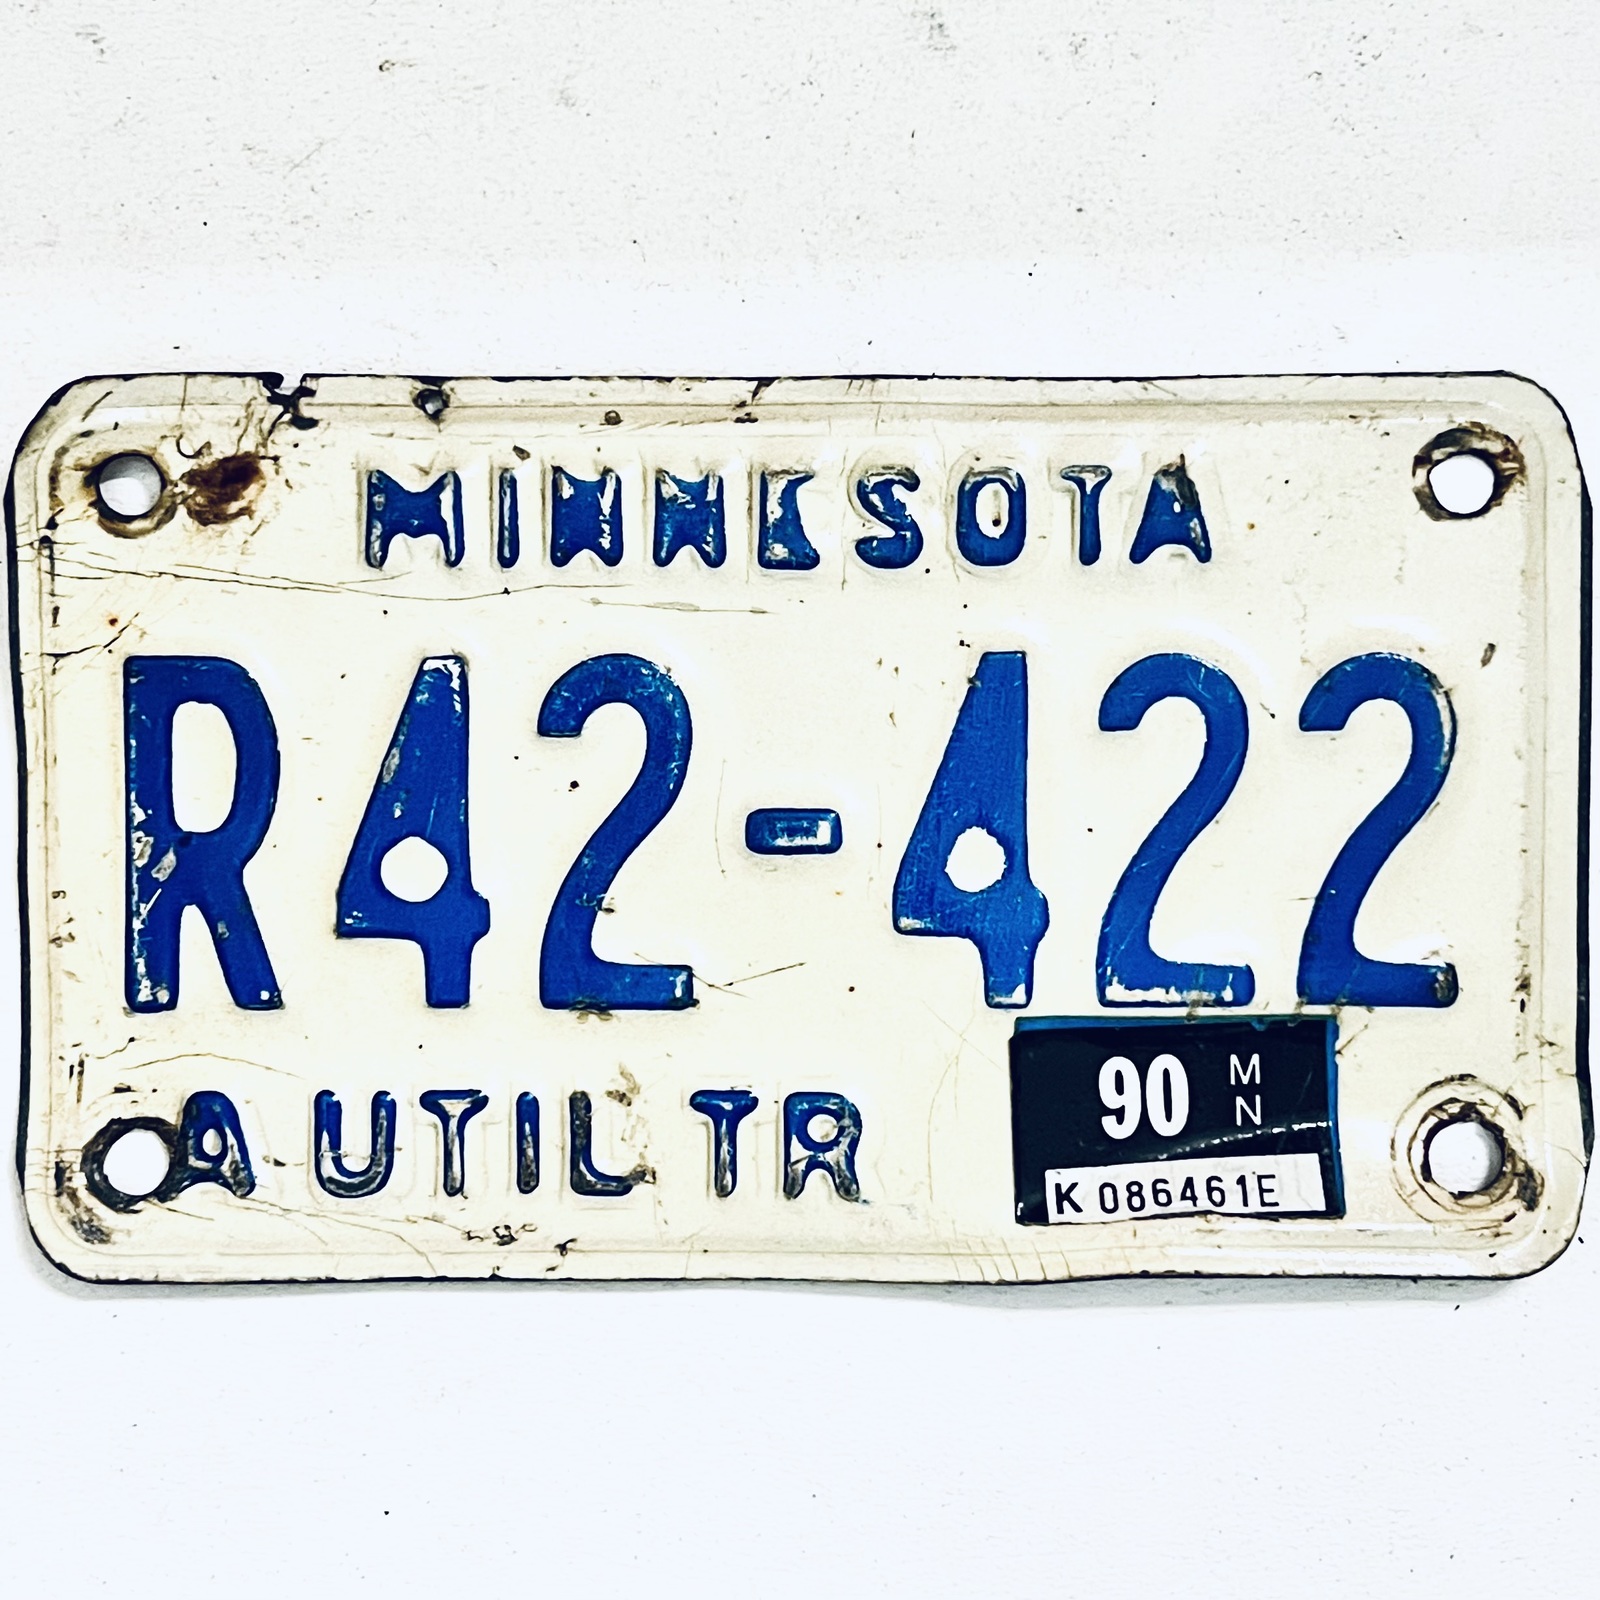 MINNESOTA
R42-422
A UTIL TR
90 MN
K 086461E